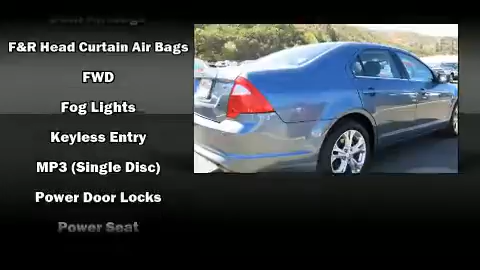 F&R Head Curtain Air Bags
FWD
Fog Lights
Keyless Entry
MP3 (Single Disc)
Power Door Locks
Power Seat